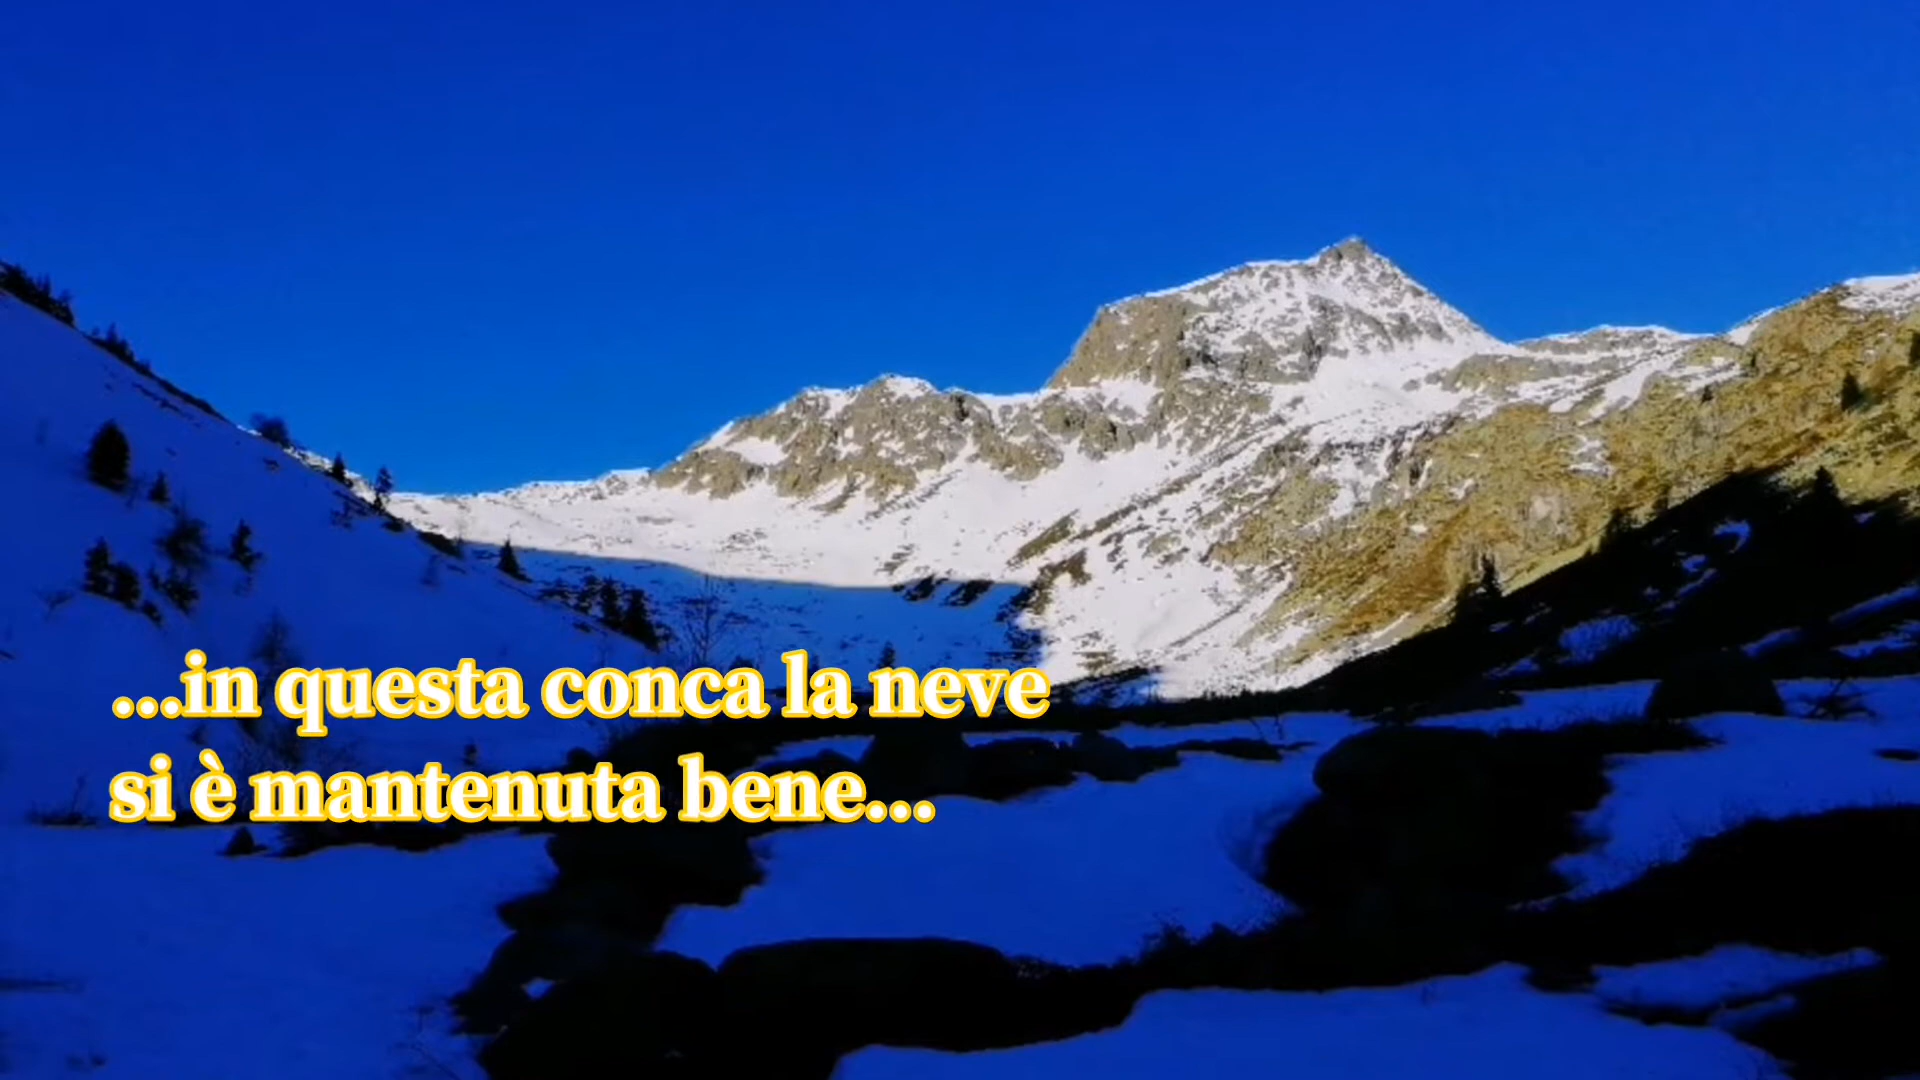 ...in questa conca la neve
si è mantenuta bene...